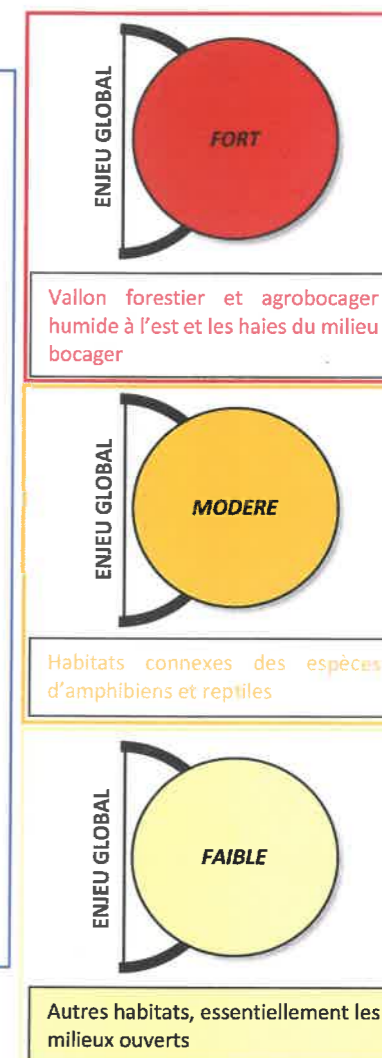 ENJEU GLOBAL
FORT
Vallon forestier et agrobocager
humide à l'est et les haies du milieu
bocager
ENJEU GLOBAL
MODERE
Habitats connexes des espèces
d'amphibiens et reptiles
ENJEU GLOBAL
FAIBLE
Autres habitats, essentiellement les
milieux ouverts